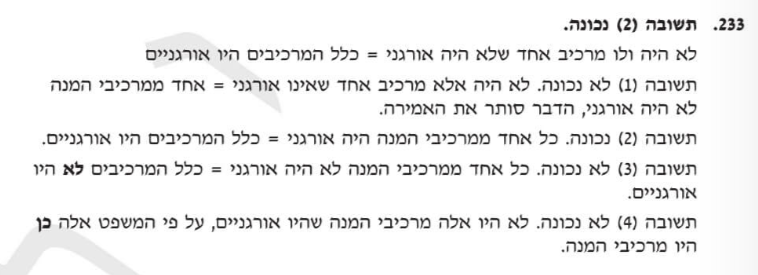 233. תשובה (2) נכונה.
לא היה ולו מרכיב אחד שלא היה אורגני = כלל המרכיבים היו אורגניים
תשובה (1) לא נכונה. לא היה אלא מרכיב אחד שאינו אורגני = אחד ממרכיבי המנה
לא היה אורגני, הדבר סותר את האמירה.
תשובה (2) נכונה. כל אחד ממרכיבי המנה היה אורגני = כלל המרכיבים היו אורגניים.
תשובה (3) לא נכונה. כל אחד ממרכיבי המנה לא היה אורגני = כלל המרכיבים לא היו
אורגניים.
תשובה (4) לא נכונה. לא היו אלה מרכיבי המנה שהיו אורגניים, על פי המשפט אלה כן
היו מרכיבי המנה.